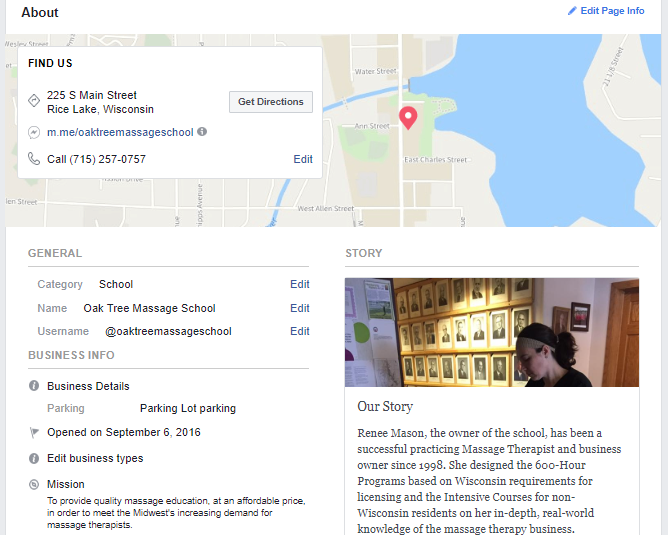 About
Edit Page Info
Wesley Street
Water Street
21 1/8 Street
FIND US
225 S Main Street
Rice Lake, Wisconsin
Get Directions
m.me/oaktreemassageschool
Ann Street
Call (715) 257-0757
Edit
East Charles Street
West Allen Street
GENERAL
Category School Edit
Name Oak Tree Massage School Edit
Username @oaktreemassageschool Edit
BUSINESS INFO
Business Details
Parking Parking Lot parking
Opened on September 6, 2016
Edit business types
Mission
To provide quality massage education, at an affordable price,
in order to meet the Midwest's increasing demand for
massage therapists.
STORY
Our Story
Renee Mason, the owner of the school, has been a
successful practicing Massage Therapist and business
owner since 1998. She designed the 600-Hour
Programs based on Wisconsin requirements for
licensing and the Intensive Courses for non-
Wisconsin residents on her in-depth, real-world
knowledge of the massage therapy business.